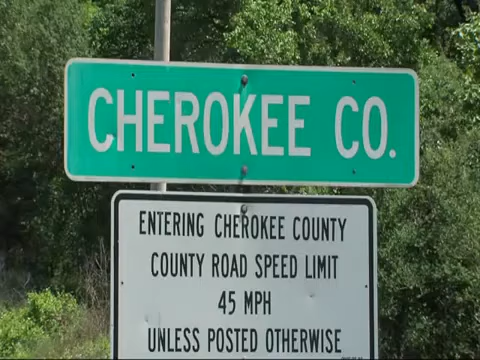 CHEROKEE CO.
ENTERING CHEROKEE COUNTY
COUNTY ROAD SPEED LIMIT
45 MPH
UNLESS POSTED OTHERWISE